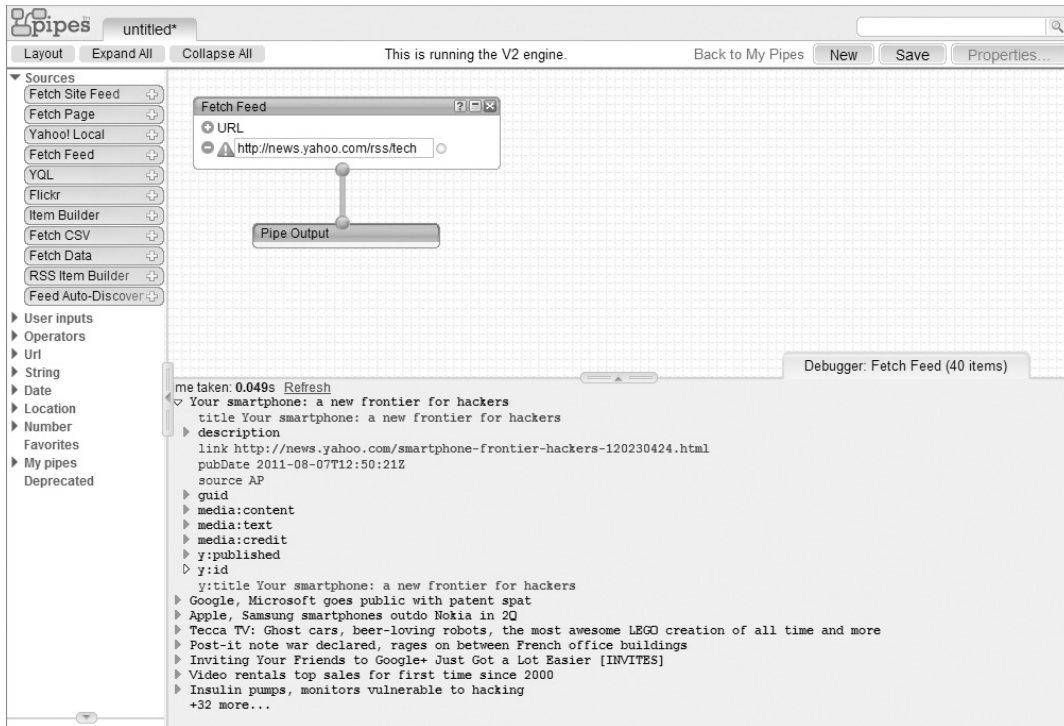 pipes
untitled*
Layout
Expand All
Collapse All
This is running the V2 engine.
Back to My Pipes
New
Save
Properties...
Sources
Fetch Site Feed
Fetch Page
Yahoo! Local
Fetch Feed
YQL
Flickr
Item Builder
Fetch CSV
Fetch Data
RSS Item Builder
Feed Auto-Discover
User inputs
Operators
Url
String
Date
Location
Number
Favorites
My pipes
Deprecated
Fetch Feed
?
URL
http://news.yahoo.com/rss/tech
Pipe Output
Debugger: Fetch Feed (40 items)
me taken: 0.049s Refresh
Your smartphone: a new frontier for hackers
title Your smartphone: a new frontier for hackers
description
link http://news.yahoo.com/smartphone-frontier-hackers-120230424.html
pubDate 2011-08-07T12:50:21Z
source AP
guid
media:content
media:text
media:credit
y:published
y:id
y:title Your smartphone: a new frontier for hackers
Google, Microsoft goes public with patent spat
Apple, Samsung smartphones outdo Nokia in 2Q
Tecca TV: Ghost cars, beer-loving robots, the most awesome LEGO creation of all time and more
Post-it note war declared, rages on between French office buildings
Inviting Your Friends to Google+ Just Got a Lot Easier [INVITES]
Video rentals top sales for first time since 2000
Insulin pumps, monitors vulnerable to hacking
+32 more...